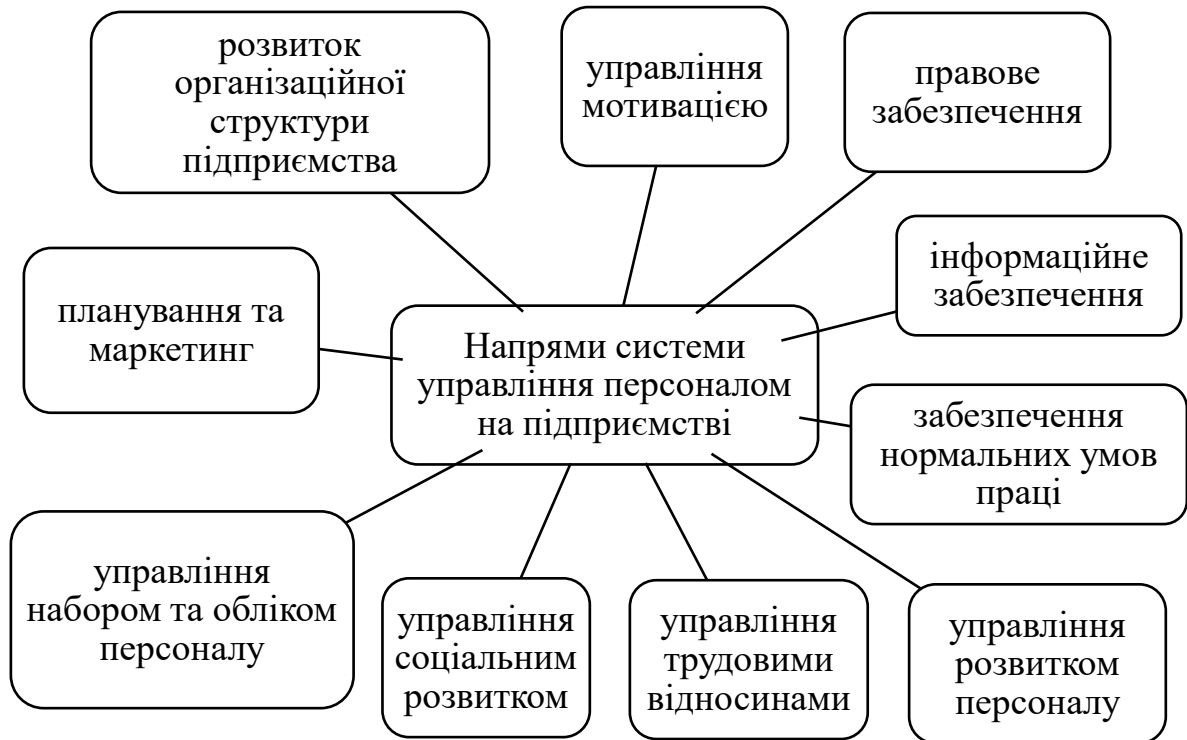 розвиток
організаційної
структури
підприємства
управління
мотивацією
правове
забезпечення
планування та
маркетинг
інформаційне
забезпечення
Напрями системи
управління персоналом
на підприємстві
забезпечення
нормальних умов
праці
управління
набором та обліком
персоналу
управління
соціальним
розвитком
управління
трудовими
відносинами
управління
розвитком
персоналу